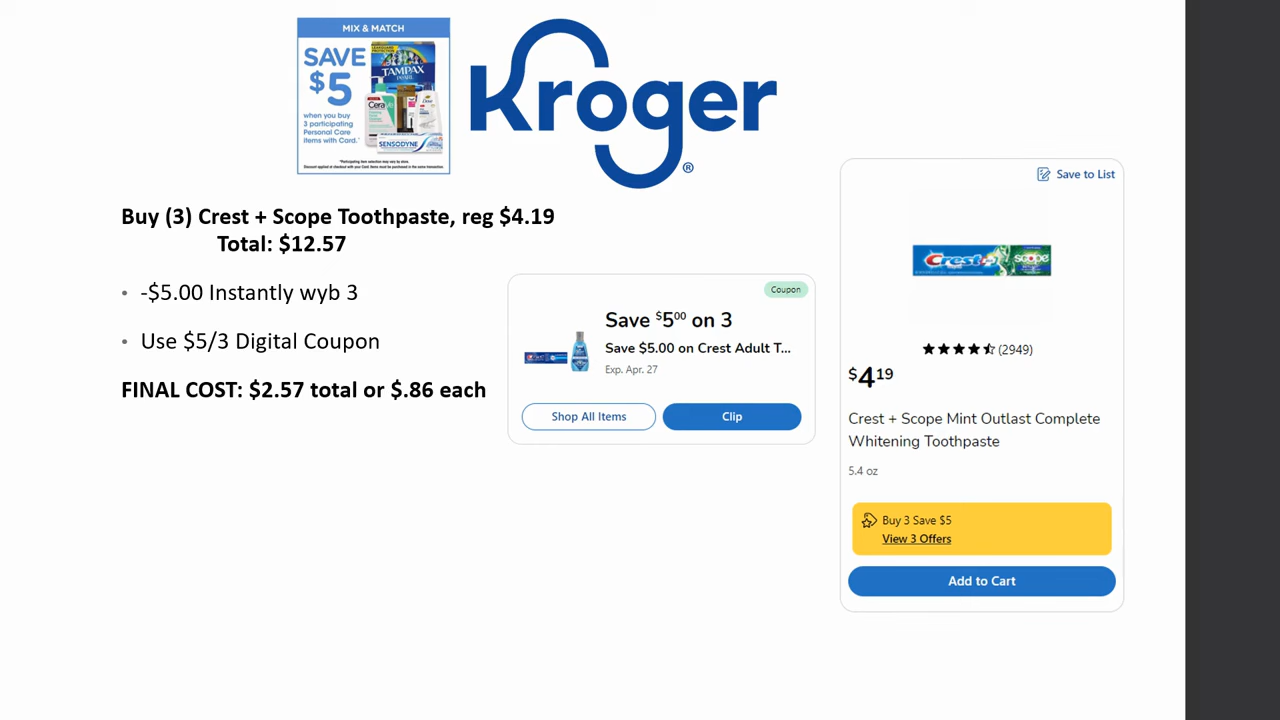 MIX & MATCH
SAVE
$5
when you buy
3 participating
Personal Care
items with Card.*
TAMPAX
PEARL
Cera
Dove
SENSODYNE
Kroger
®
Save to List
Buy (3) Crest + Scope Toothpaste, reg $4.19
Total: $12.57
• -$5.00 Instantly wyb 3
• Use $5/3 Digital Coupon
FINAL COST: $2.57 total or $.86 each
Coupon
Save $5⁰⁰ on 3
Save $5.00 on Crest Adult T...
Exp. Apr. 27
Shop All Items
Clip
Crest + scope
(2949)
$4¹⁹
Crest + Scope Mint Outlast Complete
Whitening Toothpaste
5.4 oz
Buy 3 Save $5
View 3 Offers
Add to Cart